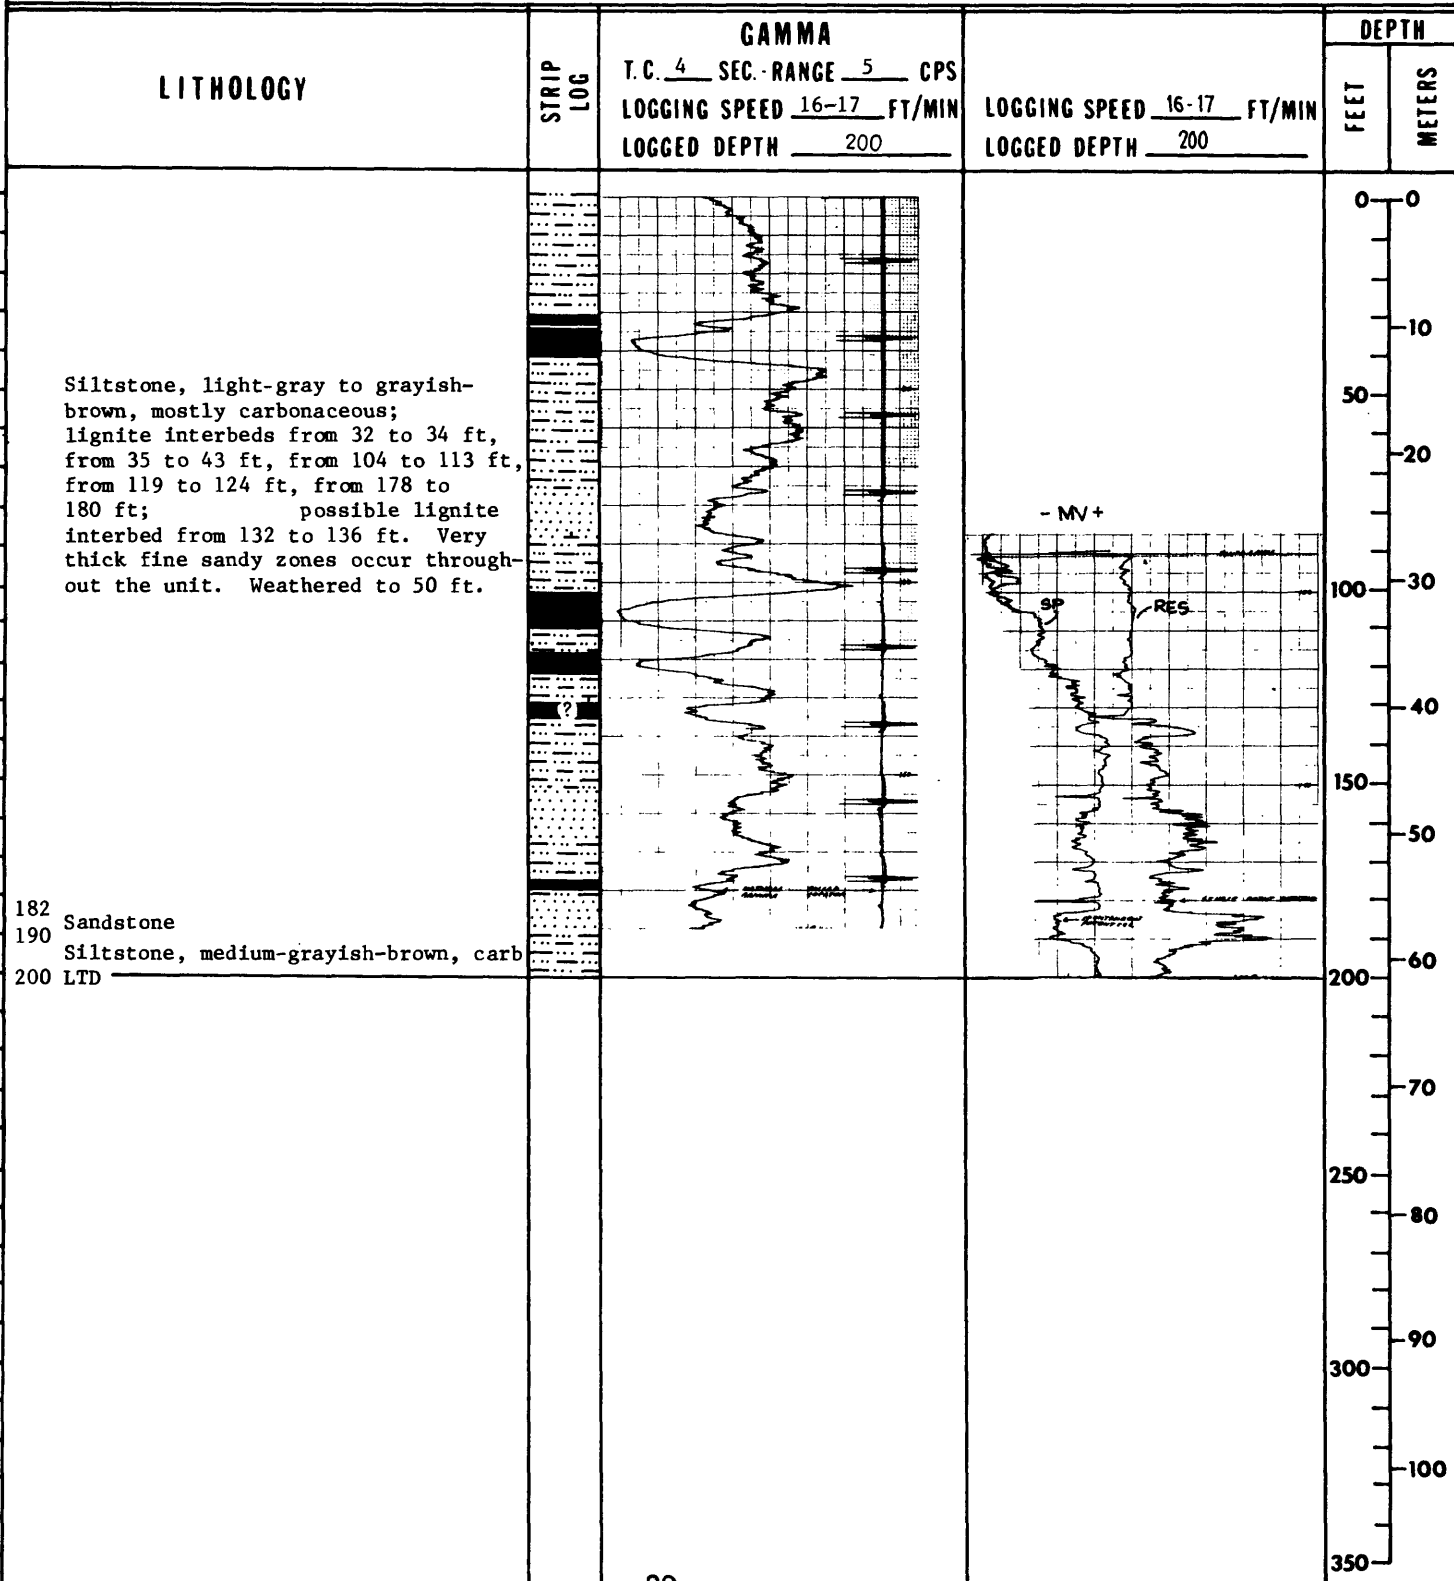 LITHOLOGY
STRIP LOG
GAMMA
T.C. 4 SEC.-RANGE 5 CPS
LOGGING SPEED 16-17 FT/MIN
LOGGED DEPTH 200
LOGGING SPEED 16-17 FT/MIN
LOGGED DEPTH 200
DEPTH
FEET
METERS
Siltstone, light-gray to grayish-
brown, mostly carbonaceous;
lignite interbeds from 32 to 34 ft,
from 35 to 43 ft, from 104 to 113 ft,
from 119 to 124 ft, from 178 to
180 ft; possible lignite
interbed from 132 to 136 ft. Very
thick fine sandy zones occur through-
out the unit. Weathered to 50 ft.
182
Sandstone
190
Siltstone, medium-grayish-brown, carb
200 LTD
?
- MV +
SP
RES
0 0
10
50
20
100 30
40
150
50
60
200
70
250
80
90
300
100
350